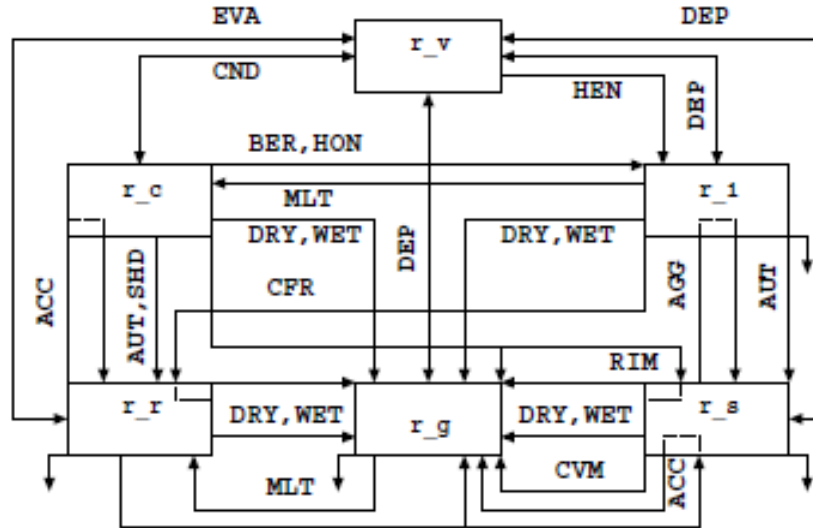 EVA DEP
r_v
CND
HEN
DEP
BER,HON
r_c r_i
MLT
DRY,WET DRY,WET
DEP
ACC
AUT,SHD
CFR
AGG
AUT
RIM
r_r r_g r_s
DRY,WET DRY,WET
MLT CVM
ACC